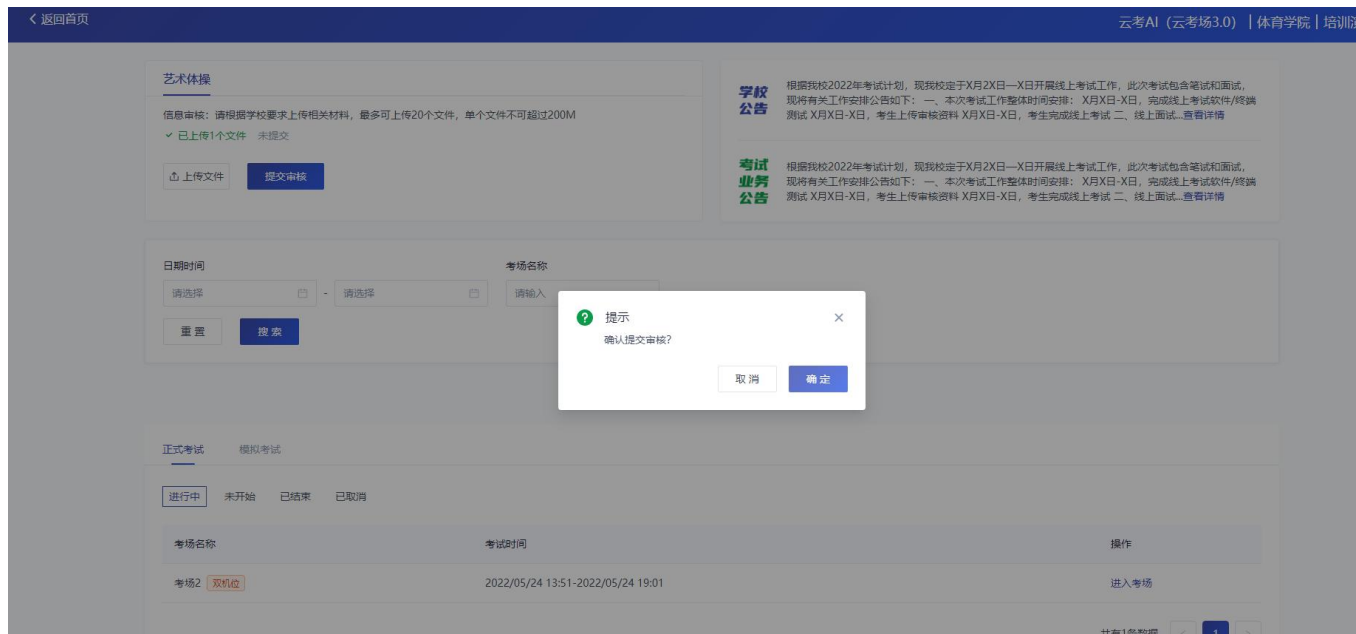 < 返回首页
云考AI（云考场3.0） | 体育学院 | 培训
艺术体操
信息审核：请根据学校要求上传相关材料，最多可上传20个文件，单个文件不可超过200M
已上传1个文件 未提交
上传文件
提交审核
学校
公告
根据我校2022年考试计划，现我校定于X月2X日—X日开展线上考试工作，此次考试包含笔试和面试，
现将有关工作安排公告如下： 一、本次考试工作整体时间安排： X月X日-X日，完成线上考试软件/终端
测试 X月X日-X日，考生上传审核资料 X月X日-X日，考生完成线上考试 二、线上面试...查看详情
考试
业务
公告
根据我校2022年考试计划，现我校定于X月2X日—X日开展线上考试工作，此次考试包含笔试和面试，
现将有关工作安排公告如下： 一、本次考试工作整体时间安排： X月X日-X日，完成线上考试软件/终端
测试 X月X日-X日，考生上传审核资料 X月X日-X日，考生完成线上考试 二、线上面试...查看详情
日期时间
考场名称
请选择 - 请选择
请输入
重置
搜索
提示
确认提交审核?
取消
确定
正式考试 模拟考试
进行中 未开始 已结束 已取消
考场名称 考试时间 操作
考场2 双机位 2022/05/24 13:51-2022/05/24 19:01 进入考场
共有1条数据 < 1 >